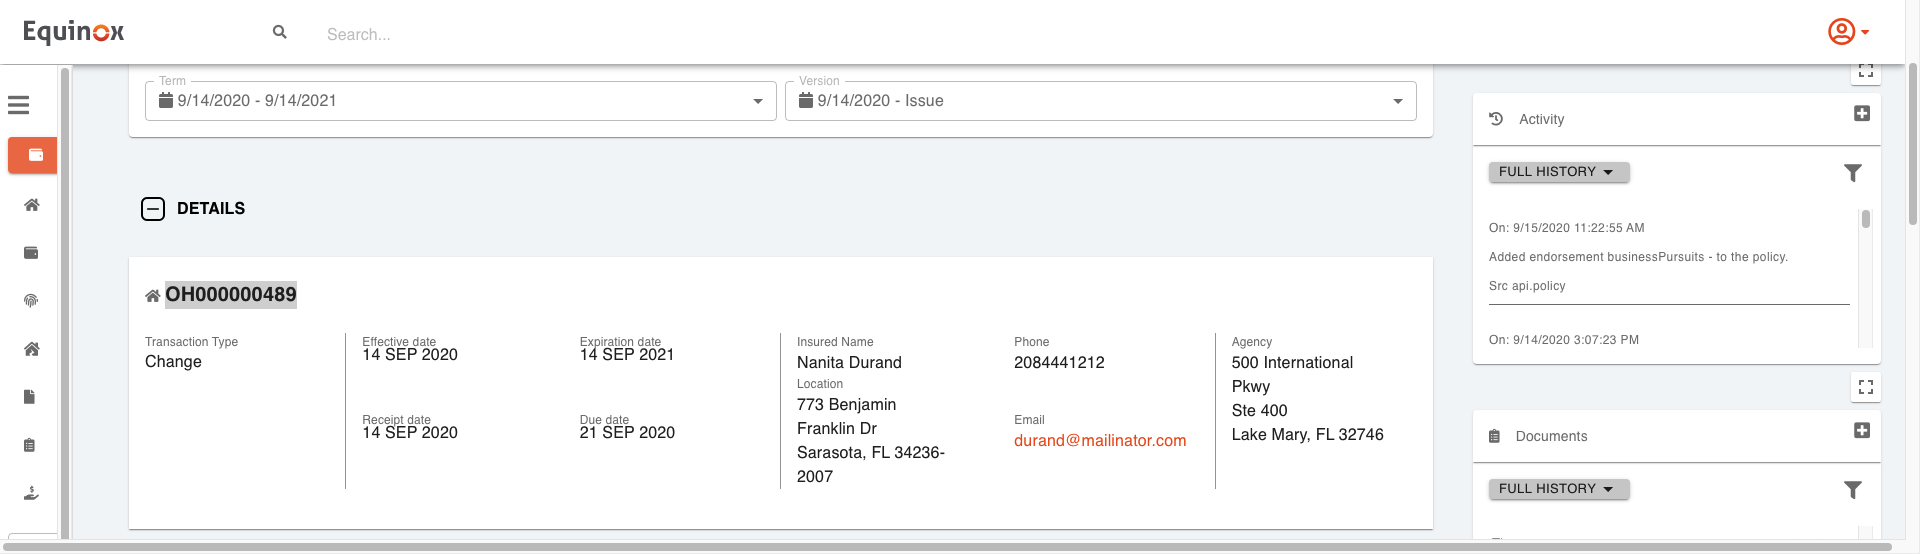 Equinox
Search...
Term
9/14/2020 - 9/14/2021
Version
9/14/2020 - Issue
DETAILS
OH000000489
Transaction Type
Change
Effective date
14 SEP 2020
Expiration date
14 SEP 2021
Receipt date
14 SEP 2020
Due date
21 SEP 2020
Insured Name
Nanita Durand
Location
773 Benjamin
Franklin Dr
Sarasota, FL 34236-
2007
Phone
2084441212
Email
durand@mailinator.com
Agency
500 International
Pkwy
Ste 400
Lake Mary, FL 32746
Activity
FULL HISTORY
On: 9/15/2020 11:22:55 AM
Added endorsement businessPursuits - to the policy.
Src api.policy
On: 9/14/2020 3:07:23 PM
Documents
FULL HISTORY